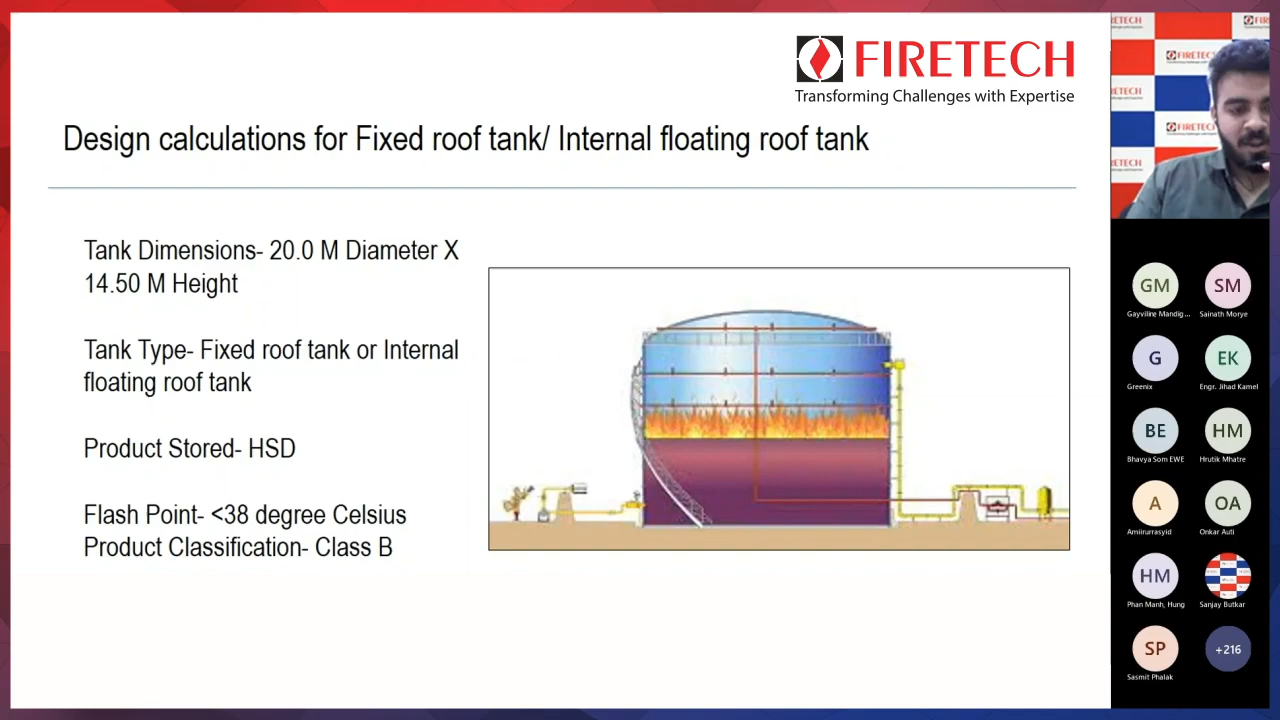 FIRETECH
Transforming Challenges with Expertise
Design calculations for Fixed roof tank/ Internal floating roof tank
Tank Dimensions- 20.0 M Diameter X
14.50 M Height
Tank Type- Fixed roof tank or Internal
floating roof tank
Product Stored- HSD
Flash Point- <38 degree Celsius
Product Classification- Class B
FIRETECH
FIRETECH
FIRETECH
GM
SM
Gayviline Mandig...
Sainath Morye
G
EK
Greenix
Engr. Jihad Kamel
BE
HM
Bhavya Som EWE
Hrutik Mhatre
A
OA
Amiirurrasyid
Onkar Auti
HM
Phan Manh, Hung
Sanjay Butkar
SP
+216
Sasmit Phalak